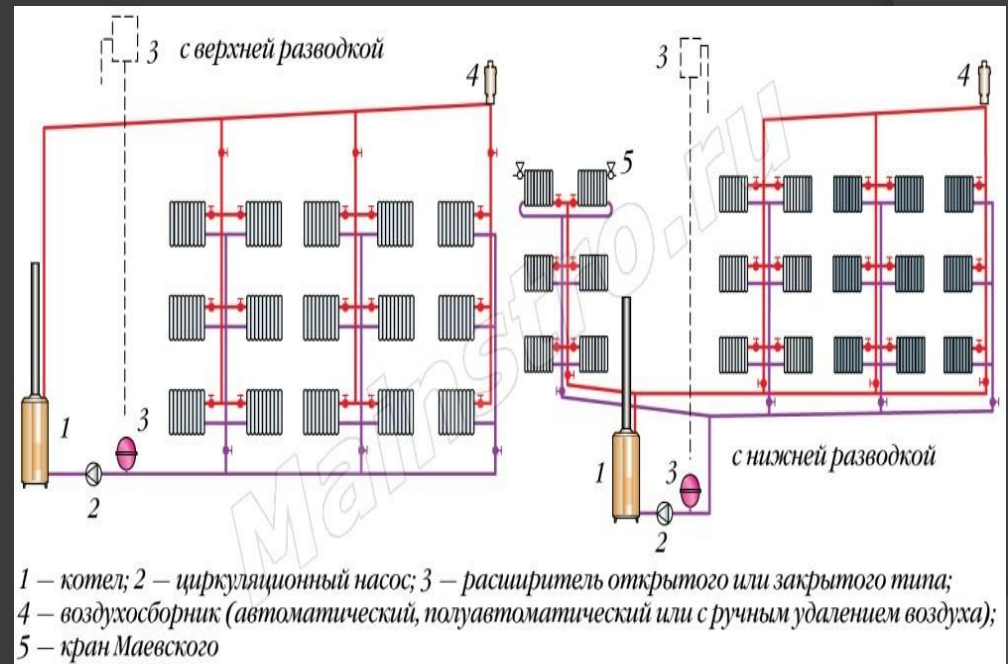 3 с верхней разводкой
4
1
3
2
3
4
5
с нижней разводкой
1
3
2
Mainstro.ru
1 – котел; 2 – циркуляционный насос; 3 – расширитель открытого или закрытого типа;
4 – воздухосборник (автоматический, полуавтоматический или с ручным удалением воздуха);
5 – кран Маевского